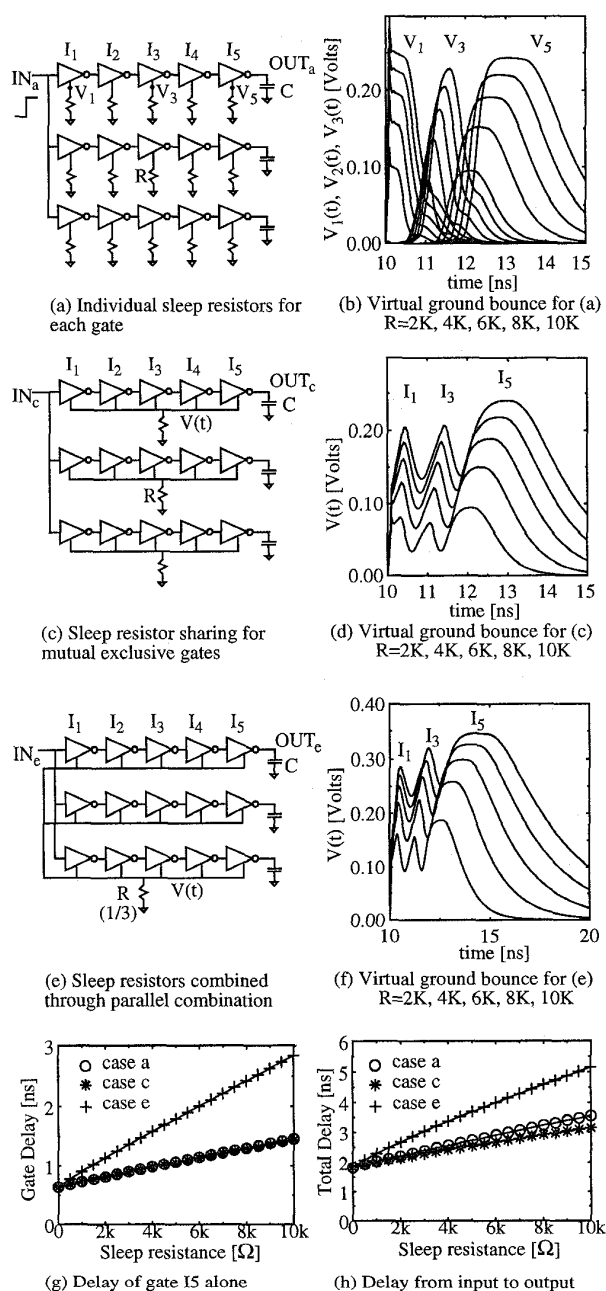 I1 I2 I3 I4 I5
INa
OUTa
V1 V3 V5
C
R
(a) Individual sleep resistors for
each gate
V1(t), V2(t), V3(t) [Volts]
V1 V3 V5
0.20
0.10
0.00
10 11 12 13 14 15
time [ns]
(b) Virtual ground bounce for (a)
R=2K, 4K, 6K, 8K, 10K
I1 I2 I3 I4 I5
INc
OUTc
C
V(t)
R
(c) Sleep resistor sharing for
mutual exclusive gates
V(t) [Volts]
I1 I3 I5
0.20
0.10
0.00
10 11 12 13 14 15
time [ns]
(d) Virtual ground bounce for (c)
R=2K, 4K, 6K, 8K, 10K
I1 I2 I3 I4 I5
INe
OUTe
C
R V(t)
(1/3)
(e) Sleep resistors combined
through parallel combination
V(t) [Volts]
0.40
I1 I3 I5
0.30
0.20
0.10
0.00
10 15 20
time [ns]
(f) Virtual ground bounce for (e)
R=2K, 4K, 6K, 8K, 10K
Gate Delay [ns]
3
2
1
0
case a
case c
case e
0 2k 4k 6k 8k 10k
Sleep resistance [Ω]
(g) Delay of gate I5 alone
Total Delay [ns]
6
5
4
3
2
1
0
case a
case c
case e
0 2k 4k 6k 8k 10k
Sleep resistance [Ω]
(h) Delay from input to output